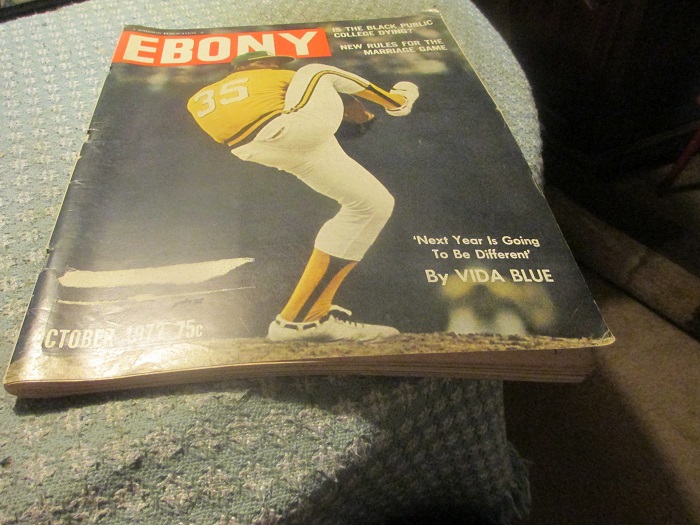 EBONY
IS THE BLACK PUBLIC
COLLEGE DYING?
NEW RULES FOR THE
MARRIAGE GAME
35
'Next Year Is Going
To Be Different'
By VIDA BLUE
OCTOBER 1972 75c